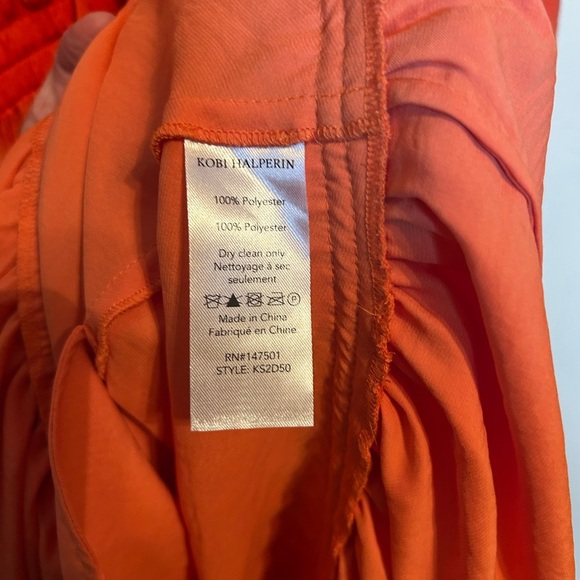 KOBI HALPERIN
100% Polyester
100% Polyester
Dry clean only
Nettoyage à sec
seulement
P
Made in China
Fabriqué en Chine
RN#147501
STYLE: KS2D50